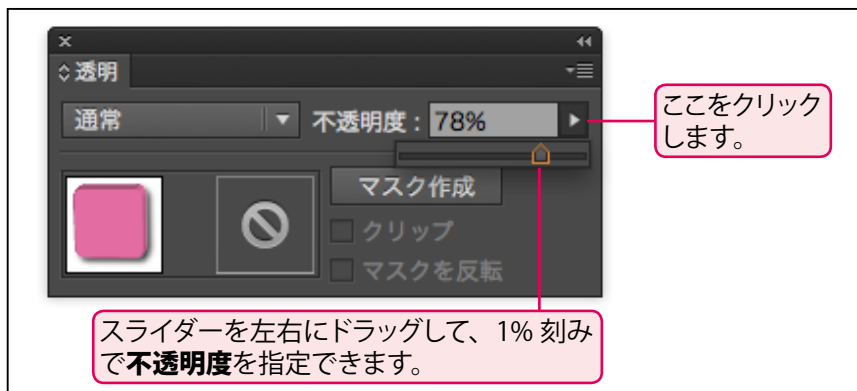 透明
通常
不透明度 : 78%
ここをクリック
します。
マスク作成
クリップ
マスクを反転
スライダーを左右にドラッグして、1% 刻み
で不透明度を指定できます。